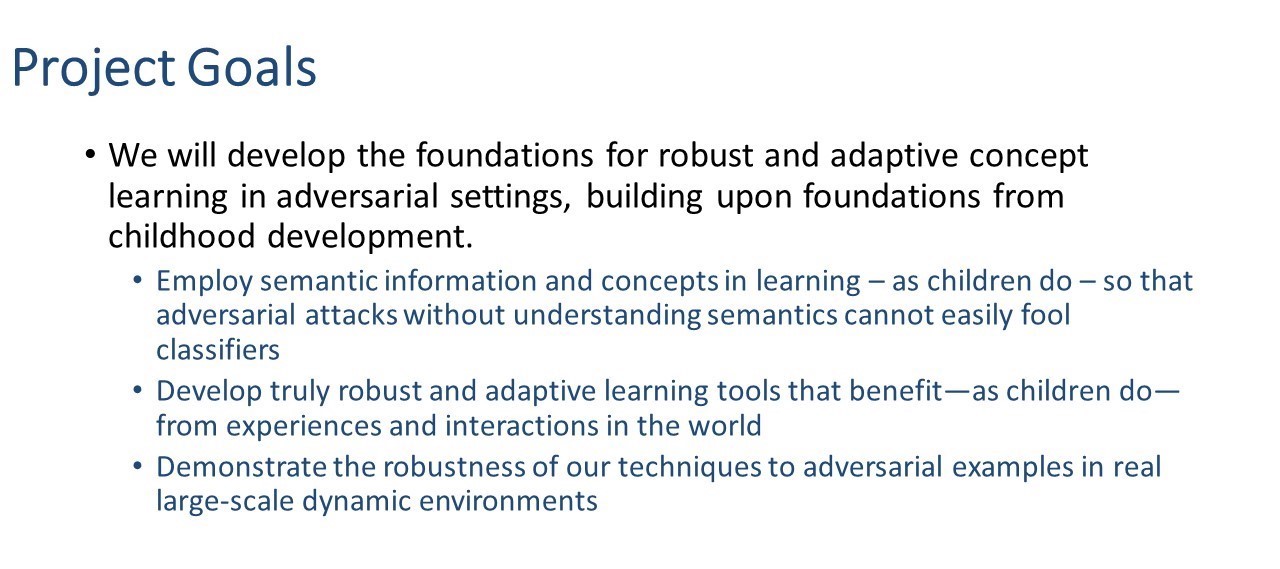 Project Goals
• We will develop the foundations for robust and adaptive concept
learning in adversarial settings, building upon foundations from
childhood development.
• Employ semantic information and concepts in learning – as children do – so that
adversarial attacks without understanding semantics cannot easily fool
classifiers
• Develop truly robust and adaptive learning tools that benefit—as children do—
from experiences and interactions in the world
• Demonstrate the robustness of our techniques to adversarial examples in real
large-scale dynamic environments